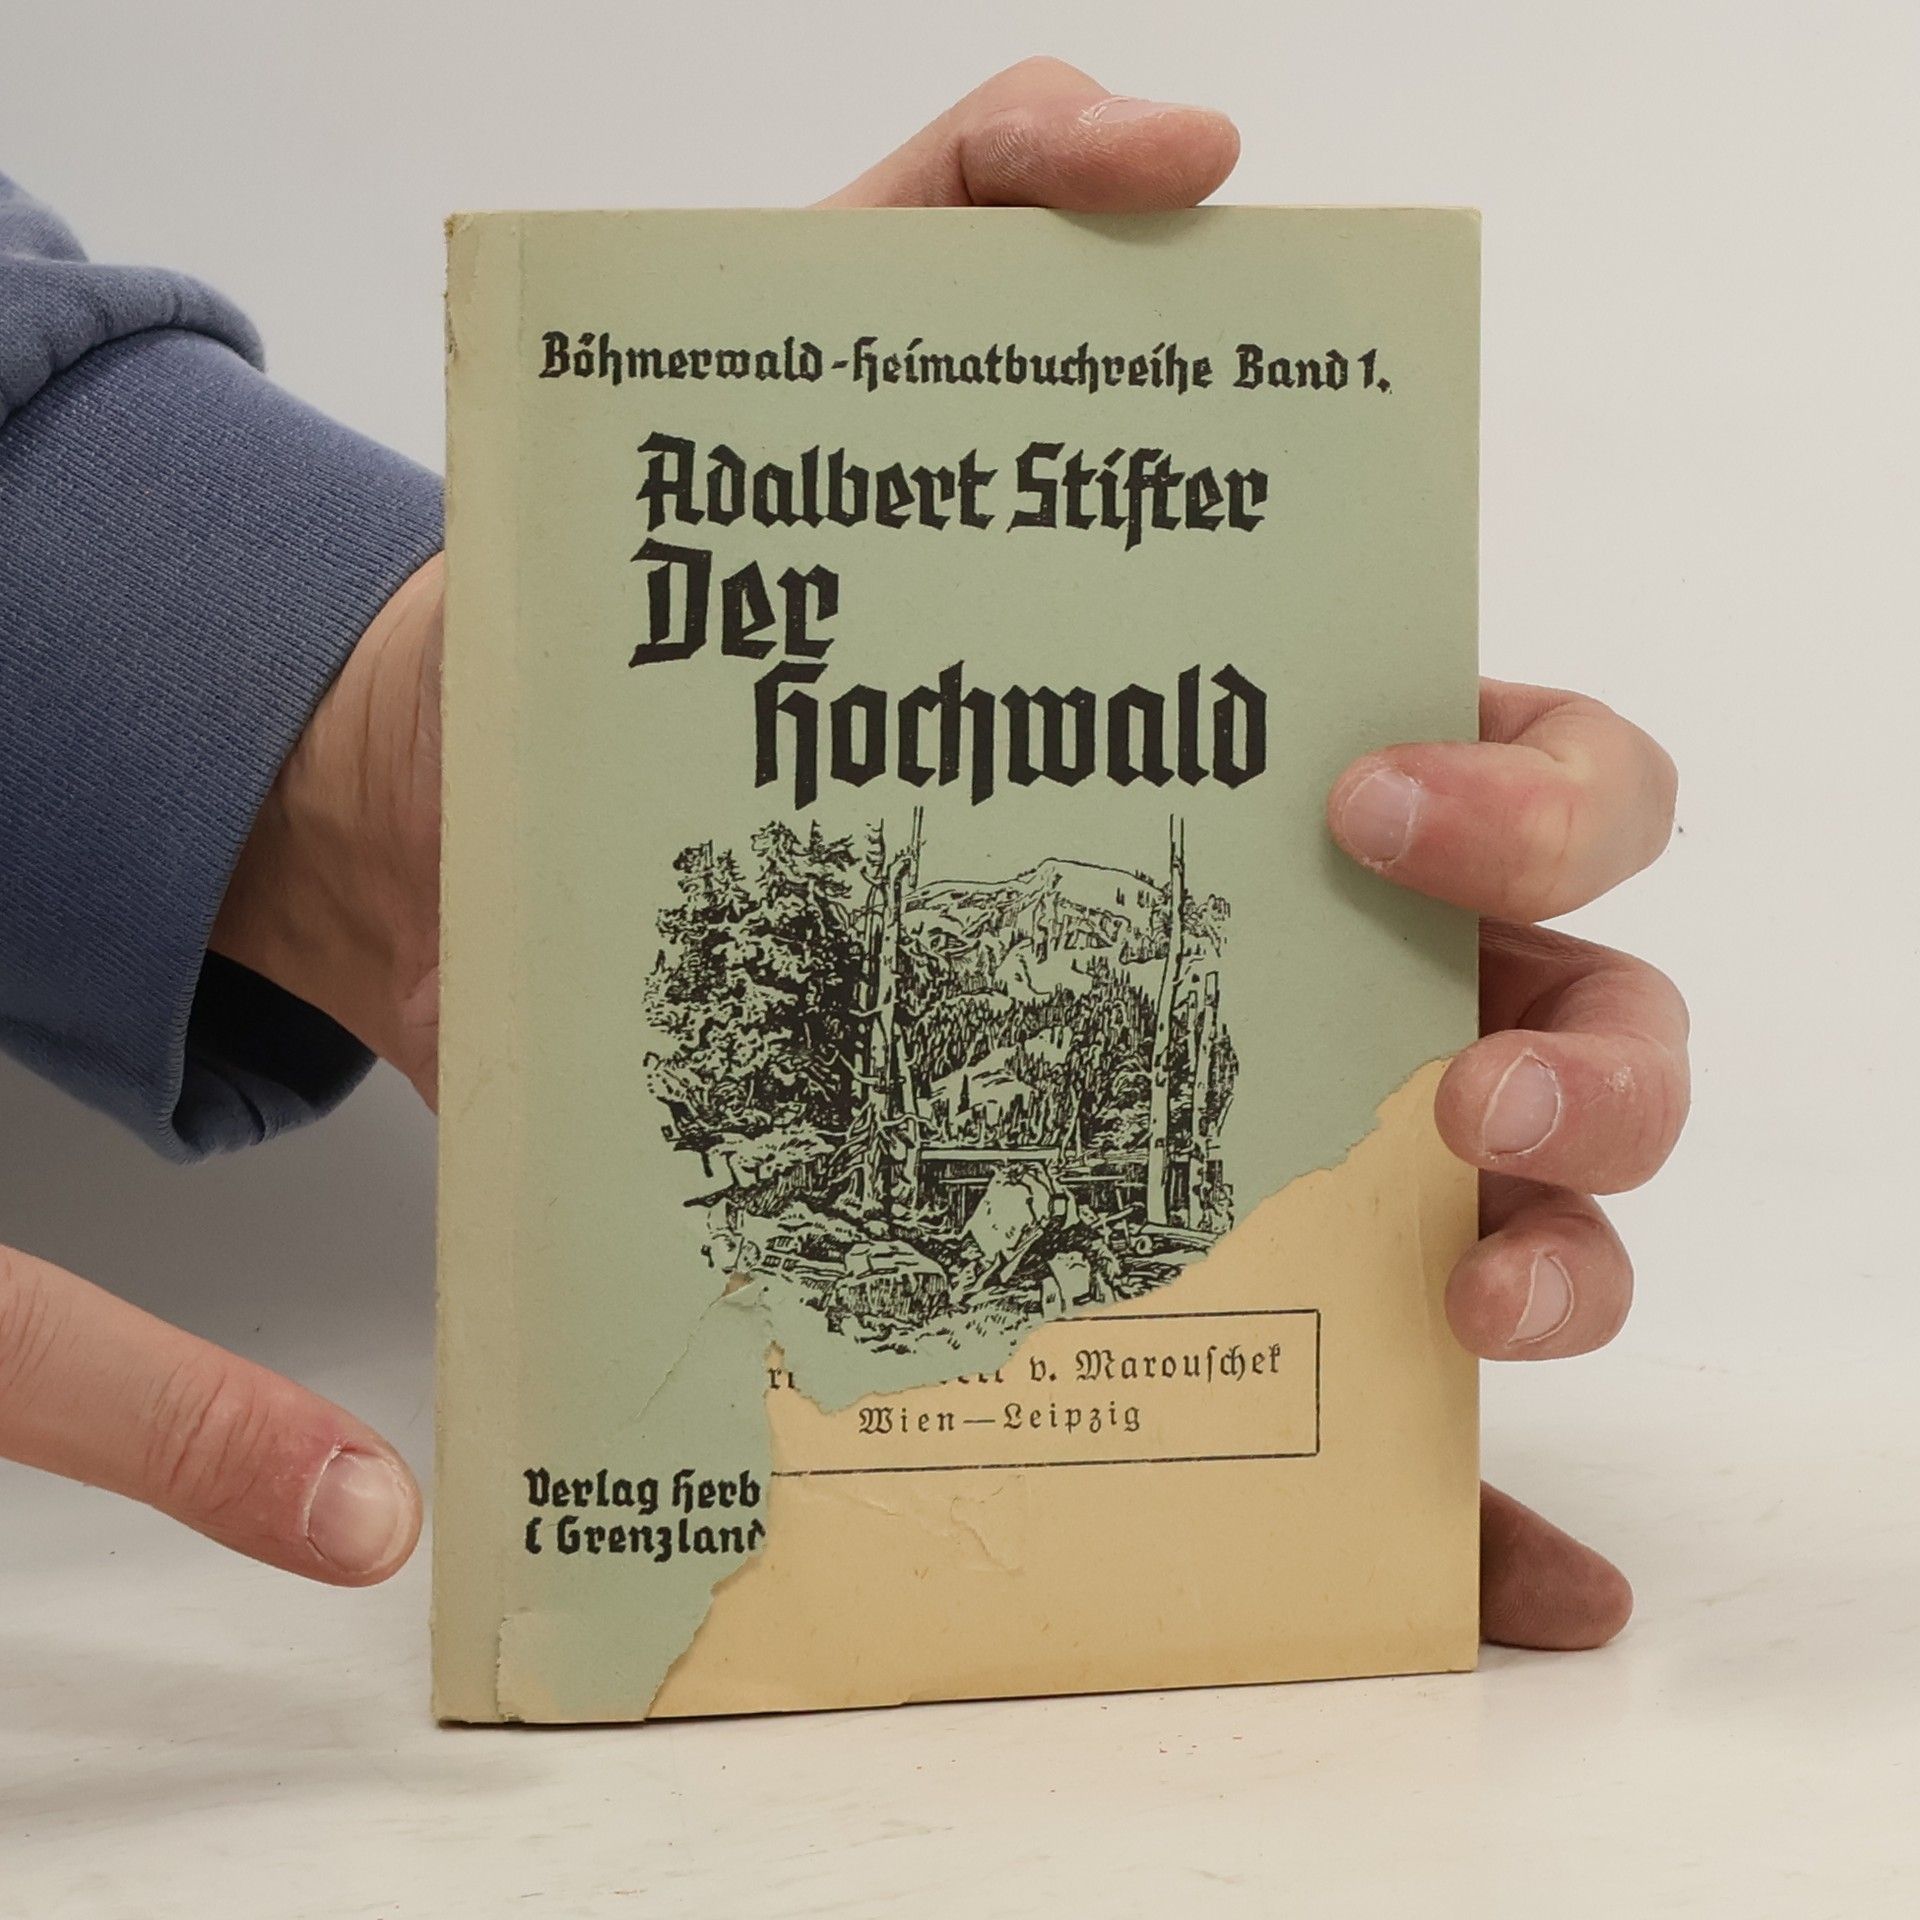 Böhmerwald-Heimatbuchreihe Band 1.
Adalbert Stifter
Der
Hochwald
v. Marouschek
Wien—Leipzig
Verlag Herb
& Grenzland